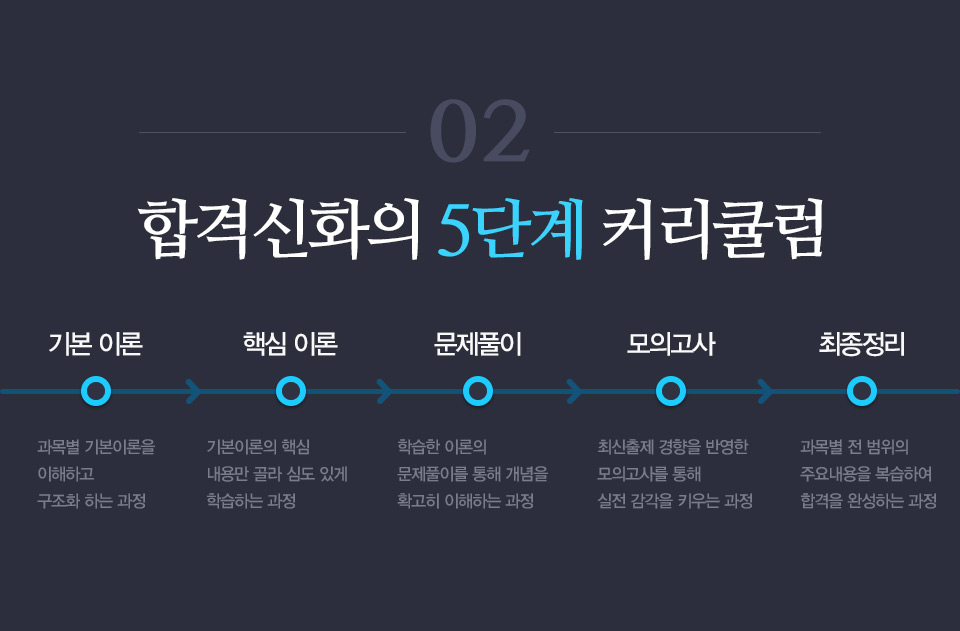 02
합격신화의 5단계 커리큘럼
기본 이론
핵심 이론
문제풀이
모의고사
최종정리
과목별 기본이론을
이해하고
구조화 하는 과정
기본이론의 핵심
내용만 골라 심도 있게
학습하는 과정
학습한 이론의
문제풀이를 통해 개념을
확고히 이해하는 과정
최신출제 경향을 반영한
모의고사를 통해
실전 감각을 키우는 과정
과목별 전 범위의
주요내용을 복습하여
합격을 완성하는 과정